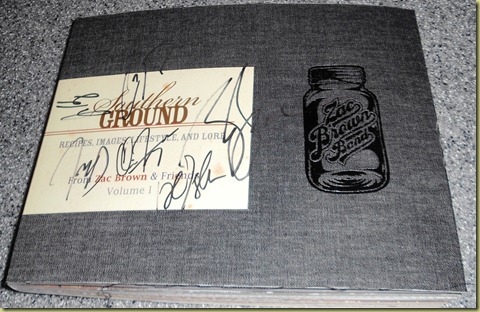 Southern
GROUND
RECIPES, IMAGES, LIFESTYLE, AND LORE
From Zac Brown & Friends
Volume I
Zac
Brown
Band